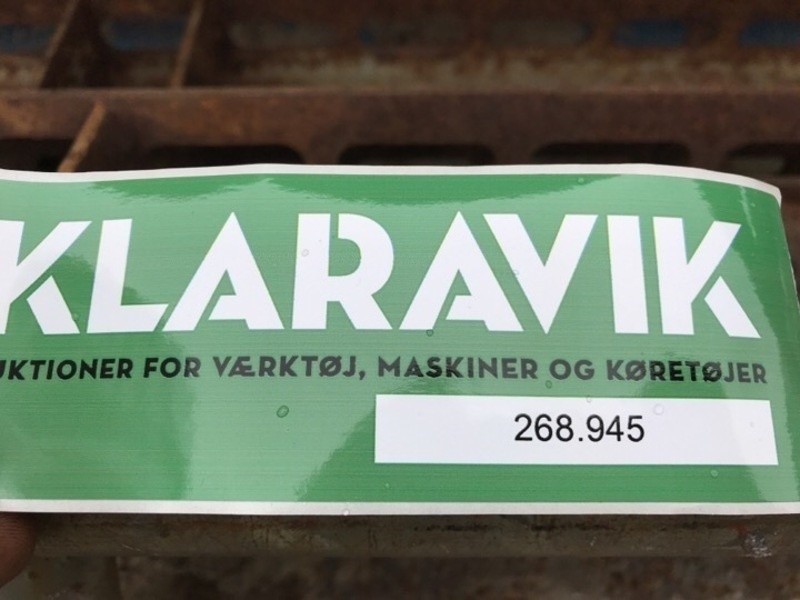 KLARAVIK
UKTIONER FOR VÆRKTØJ, MASKINER OG KØRETØJER
268.945